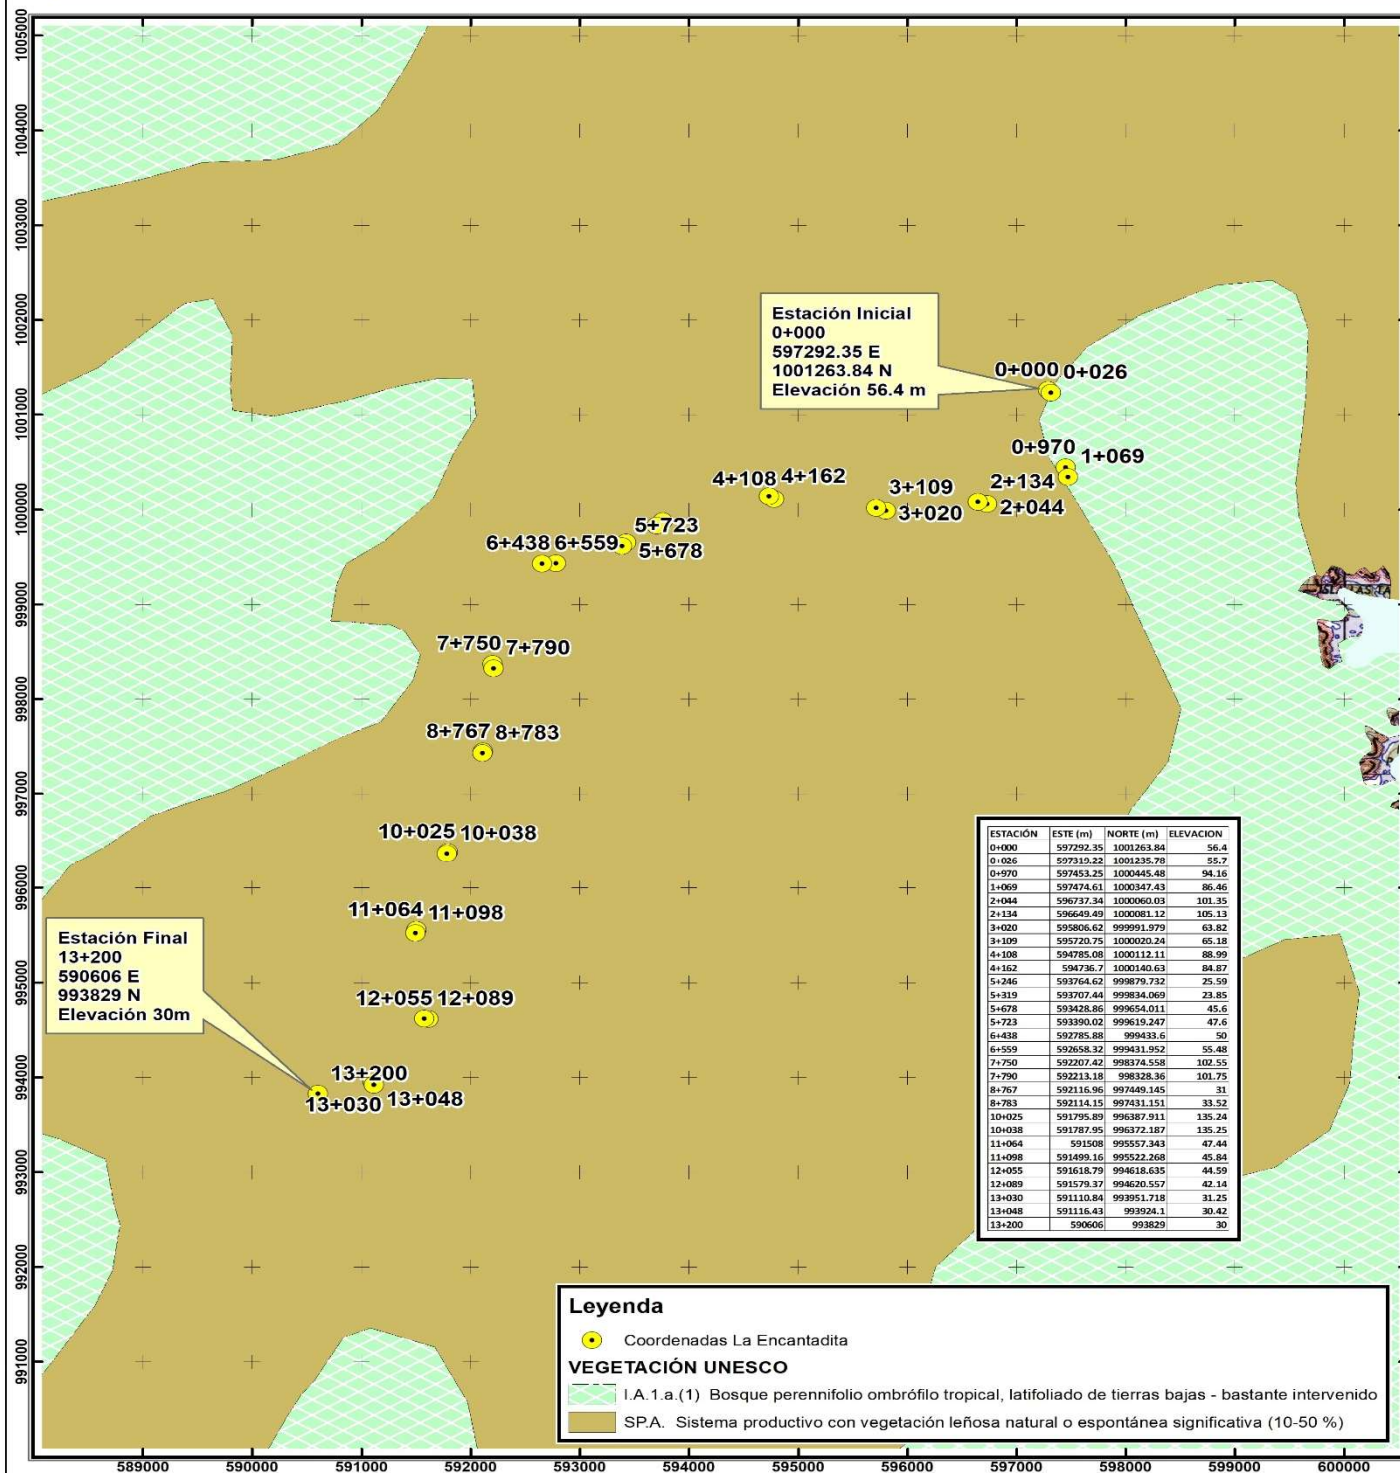 1005000
1004000
1003000
1002000
1001000
1000000
999000
998000
997000
996000
995000
994000
993000
992000
991000
Estación Inicial
0+000
597292.35 E
1001263.84 N
Elevación 56.4 m
0+000 0+026
0+970 1+069
4+108 4+162
3+109
3+020
2+134
2+044
5+723
5+678
6+438 6+559
7+750 7+790
8+767 8+783
10+025 10+038
11+064 11+098
12+055 12+089
13+200
13+030 13+048
Estación Final
13+200
590606 E
993829 N
Elevación 30m
ESTACIÓN ESTE (m) NORTE (m) ELEVACION
0+000 597292.35 1001263.84 56.4
0+026 597319.22 1001235.78 55.7
0+970 597453.25 1000445.48 94.16
1+069 597474.61 1000347.43 86.46
2+044 596737.34 1000060.03 101.35
2+134 596649.49 1000081.12 105.13
3+020 595806.62 999991.979 63.82
3+109 595720.75 1000020.24 65.18
4+108 594785.08 1000112.11 88.99
4+162 594736.7 1000140.63 84.87
5+246 593764.62 999879.732 25.59
5+319 593707.44 999834.069 23.85
5+678 593428.86 999654.011 45.6
5+723 593390.02 999619.247 47.6
6+438 592785.88 999433.6 50
6+559 592658.32 999431.952 55.48
7+750 592207.42 998374.558 102.55
7+790 592213.18 998328.36 101.75
8+767 592116.96 997449.145 31
8+783 592114.15 997431.151 33.52
10+025 591795.89 996387.911 135.24
10+038 591787.95 996372.187 135.25
11+064 591508 995557.343 47.44
11+098 591499.16 995522.268 45.84
12+055 591618.79 994618.635 44.59
12+089 591579.37 994620.557 42.14
13+030 591110.84 993951.718 31.25
13+048 591116.43 993924.1 30.42
13+200 590606 993829 30
Leyenda
Coordenadas La Encantadita
VEGETACIÓN UNESCO
I.A.1.a.(1) Bosque perennifolio ombrófilo tropical, latifoliado de tierras bajas - bastante intervenido
SP.A. Sistema productivo con vegetación leñosa natural o espontánea significativa (10-50 %)
589000 590000 591000 592000 593000 594000 595000 596000 597000 598000 599000 600000